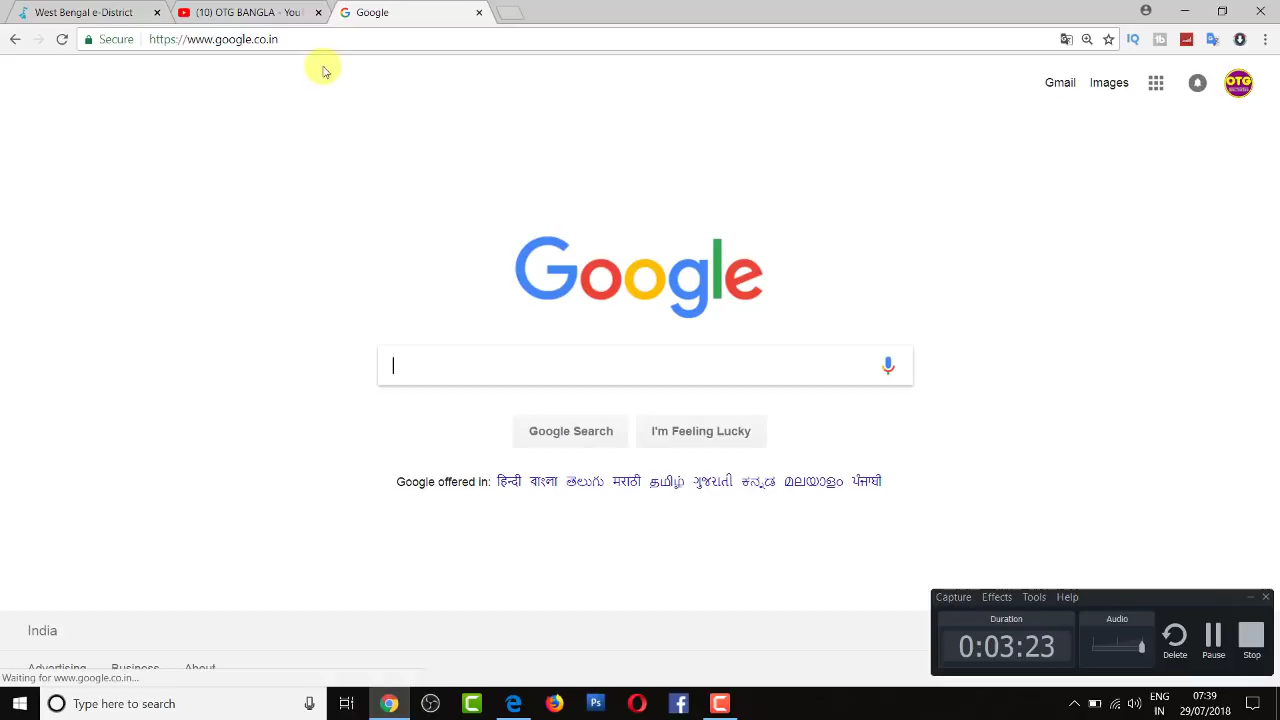 West Bengal e-District
(10) OTG BANGLA - You
Google
Secure
https://www.google.co.in
Gmail
Images
OTG
Google
Google Search
I'm Feeling Lucky
Google offered in: हिन्दी বাংলা తెలుగు मराठी தமிழ் ગુજરાતી ಕನ್ನಡ മലയാളം ਪੰਜਾਬੀ
India
Advertising Business About
Waiting for www.google.co.in...
Capture Effects Tools Help
Duration
Audio
0:03:23
Delete
Pause
Stop
Type here to search
Ps
ENG
IN
07:39
29/07/2018